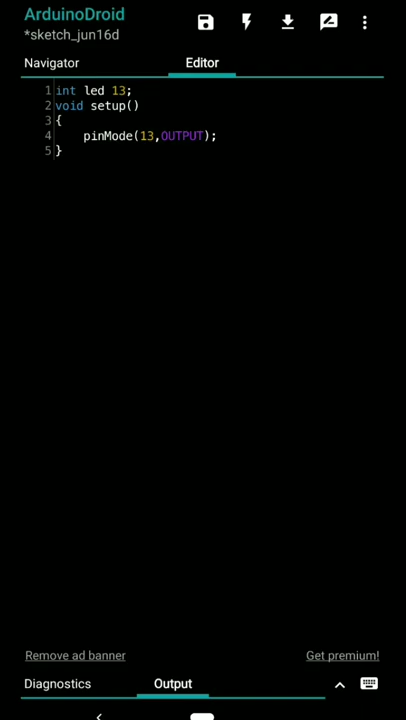 ArduinoDroid
*sketch_jun16d
Navigator
Editor
1 int led 13;
2 void setup()
3 {
4     pinMode(13,OUTPUT);
5 }
Remove ad banner
Get premium!
Diagnostics
Output